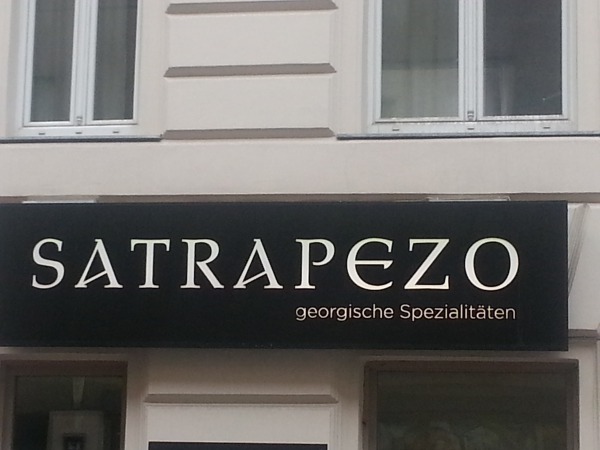 SATRAPEZO
georgische Spezialitäten